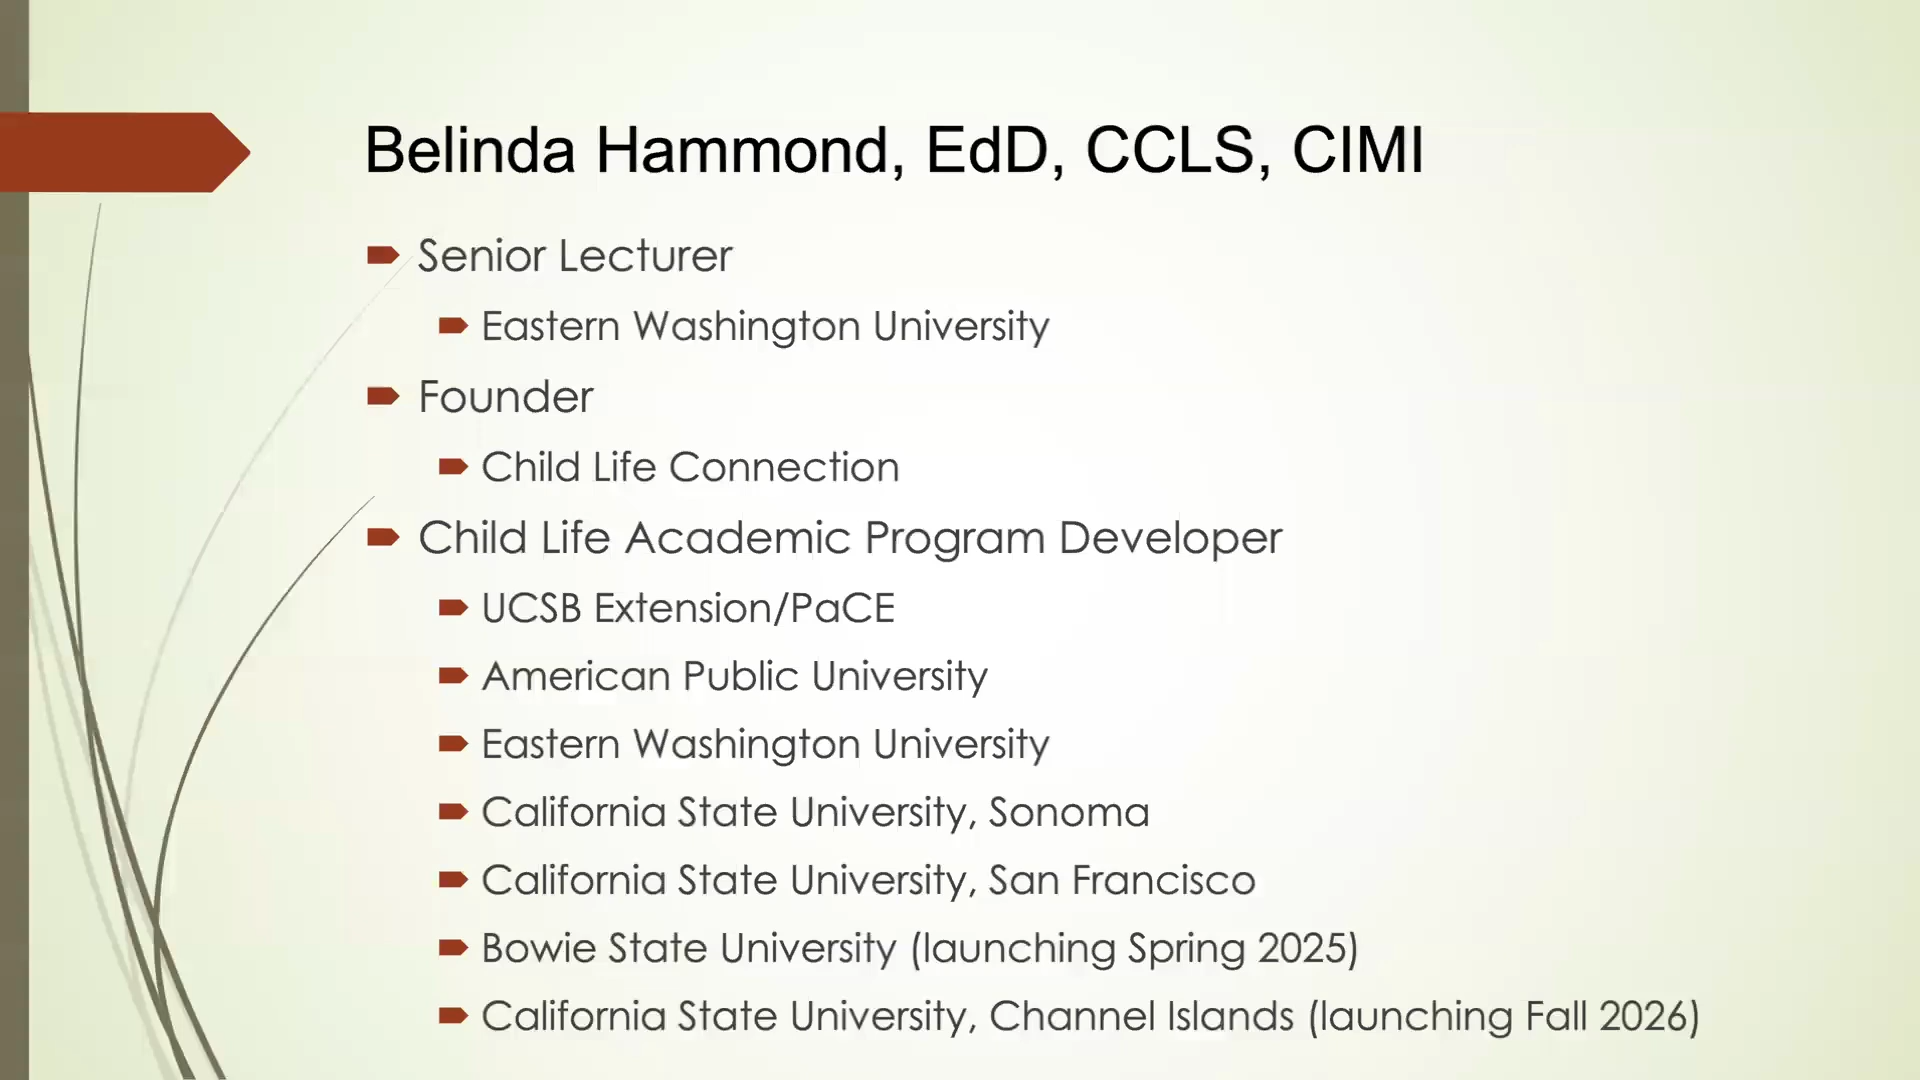 Belinda Hammond, EdD, CCLS, CIMI
Senior Lecturer
Eastern Washington University
Founder
Child Life Connection
Child Life Academic Program Developer
UCSB Extension/PaCE
American Public University
Eastern Washington University
California State University, Sonoma
California State University, San Francisco
Bowie State University (launching Spring 2025)
California State University, Channel Islands (launching Fall 2026)